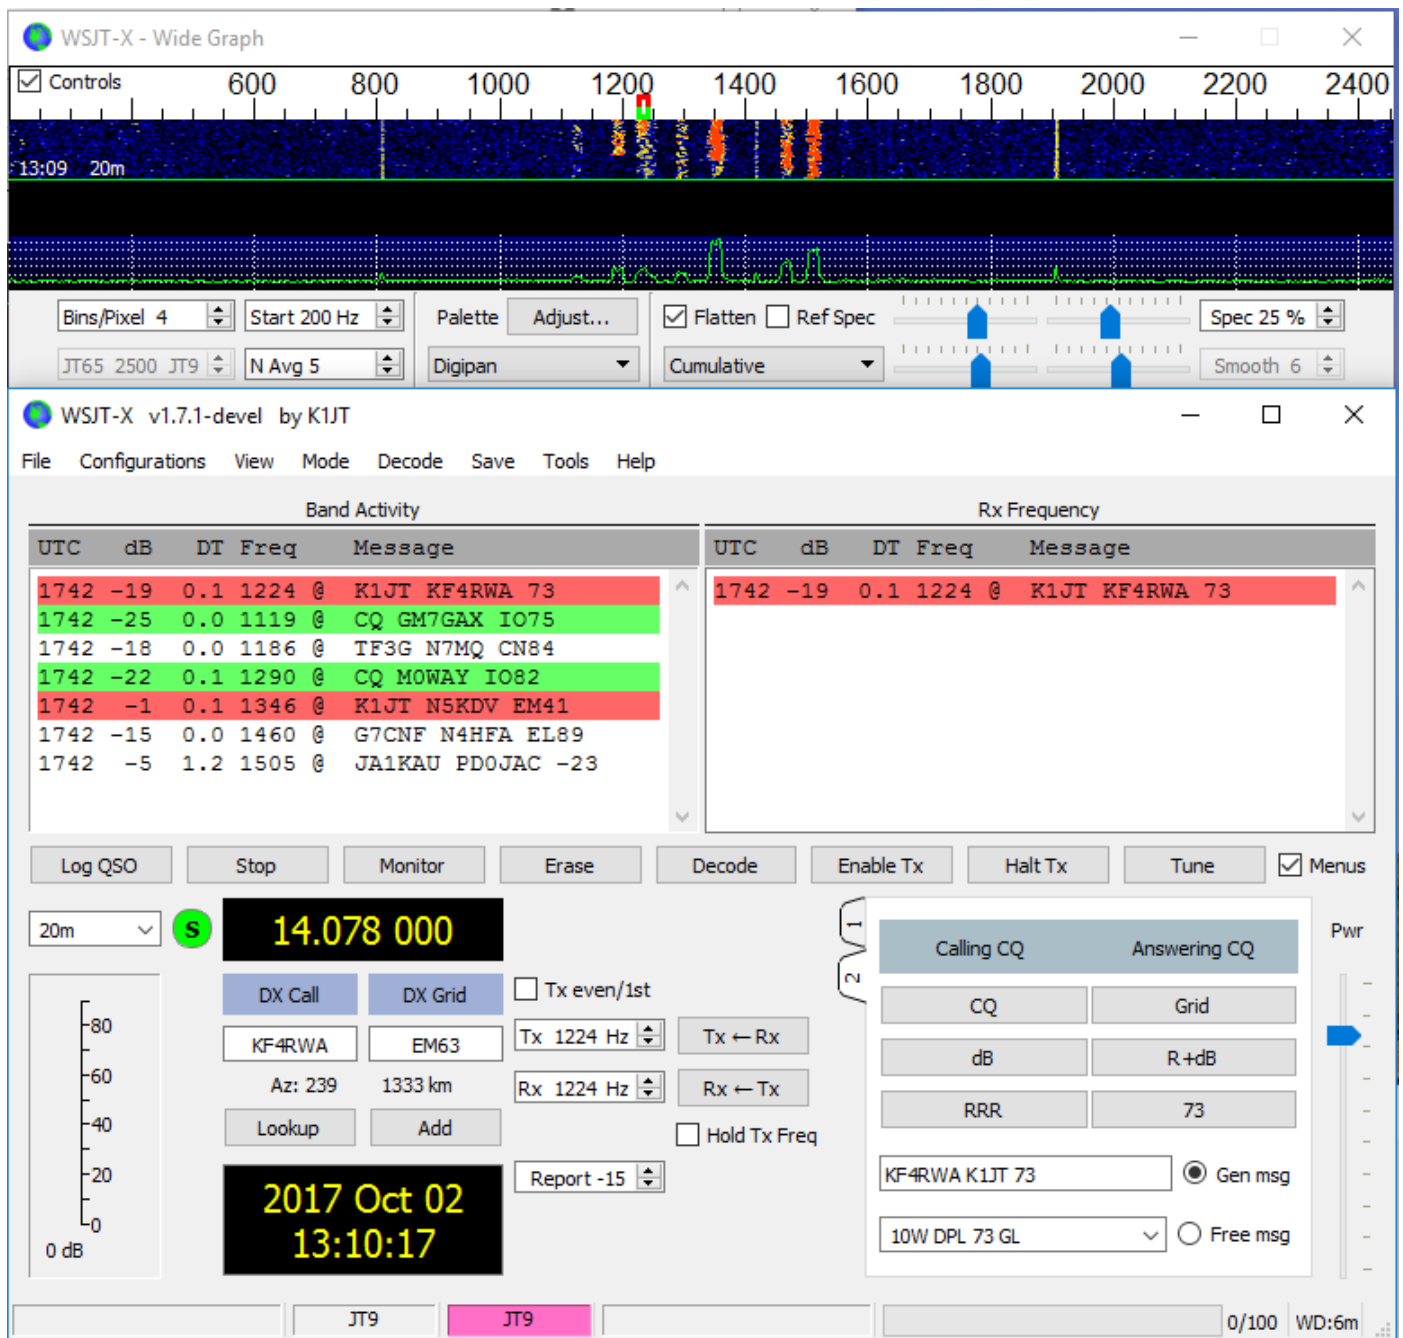 WSJT-X - Wide Graph
Controls 600 800 1000 1200 1400 1600 1800 2000 2200 2400
13:09 20m
Bins/Pixel 4 Start 200 Hz Palette Adjust... Flatten Ref Spec Spec 25 %
JT65 2500 JT9 N Avg 5 Digipan Cumulative Smooth 6
WSJT-X v1.7.1-devel by K1JT
File Configurations View Mode Decode Save Tools Help
Band Activity Rx Frequency
UTC dB DT Freq Message UTC dB DT Freq Message
1742 -19 0.1 1224 @ K1JT KF4RWA 73 1742 -19 0.1 1224 @ K1JT KF4RWA 73
1742 -25 0.0 1119 @ CQ GM7GAX IO75
1742 -18 0.0 1186 @ TF3G N7MQ CN84
1742 -22 0.1 1290 @ CQ M0WAY IO82
1742 -1 0.1 1346 @ K1JT N5KDV EM41
1742 -15 0.0 1460 @ G7CNF N4HFA EL89
1742 -5 1.2 1505 @ JA1KAU PD0JAC -23
Log QSO Stop Monitor Erase Decode Enable Tx Halt Tx Tune Menus
20m S 14.078 000 1 Calling CQ Answering CQ Pwr
DX Call DX Grid Tx even/1st 2 CQ Grid
-80 KF4RWA EM63 Tx 1224 Hz Tx ← Rx dB R+dB
-60 Az: 239 1333 km Rx 1224 Hz Rx ← Tx RRR 73
-40 Lookup Add Hold Tx Freq
-20 2017 Oct 02 Report -15 KF4RWA K1JT 73 Gen msg
-0 13:10:17 10W DPL 73 GL Free msg
0 dB
JT9 JT9 0/100 WD:6m